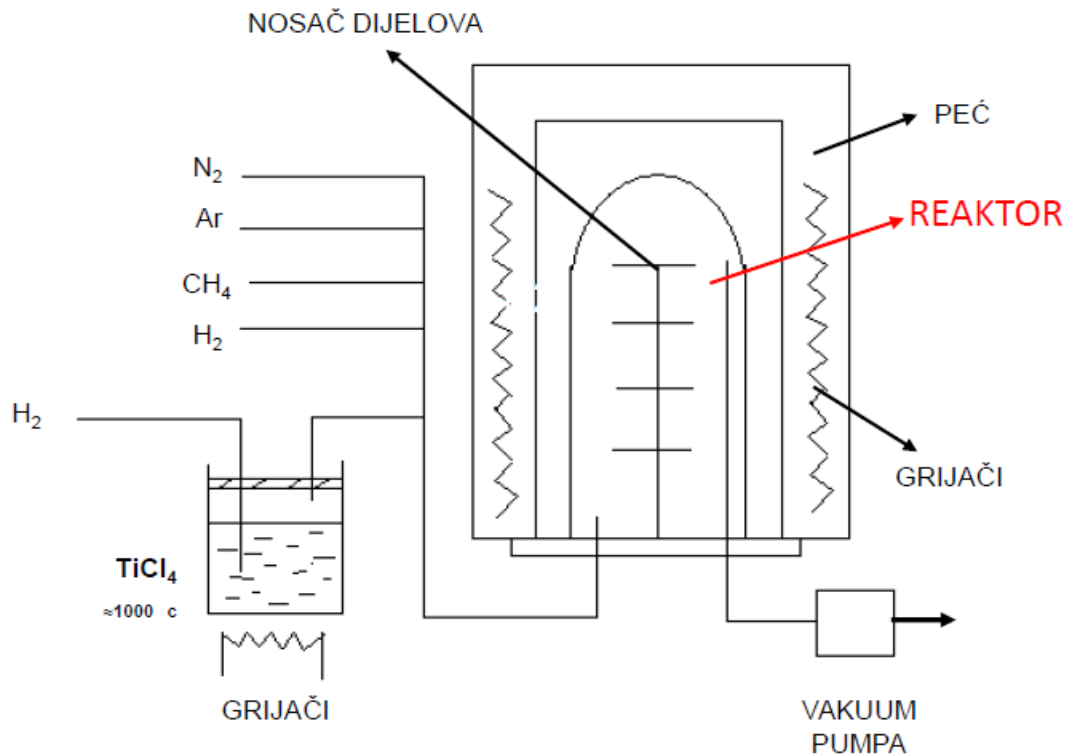 NOSAČ DIJELOVA
PEĆ
N₂
Ar
REAKTOR
CH₄
H₂
H₂
GRIJAČI
TiCl₄
≈1000 c
GRIJAČI
VAKUUM
PUMPA